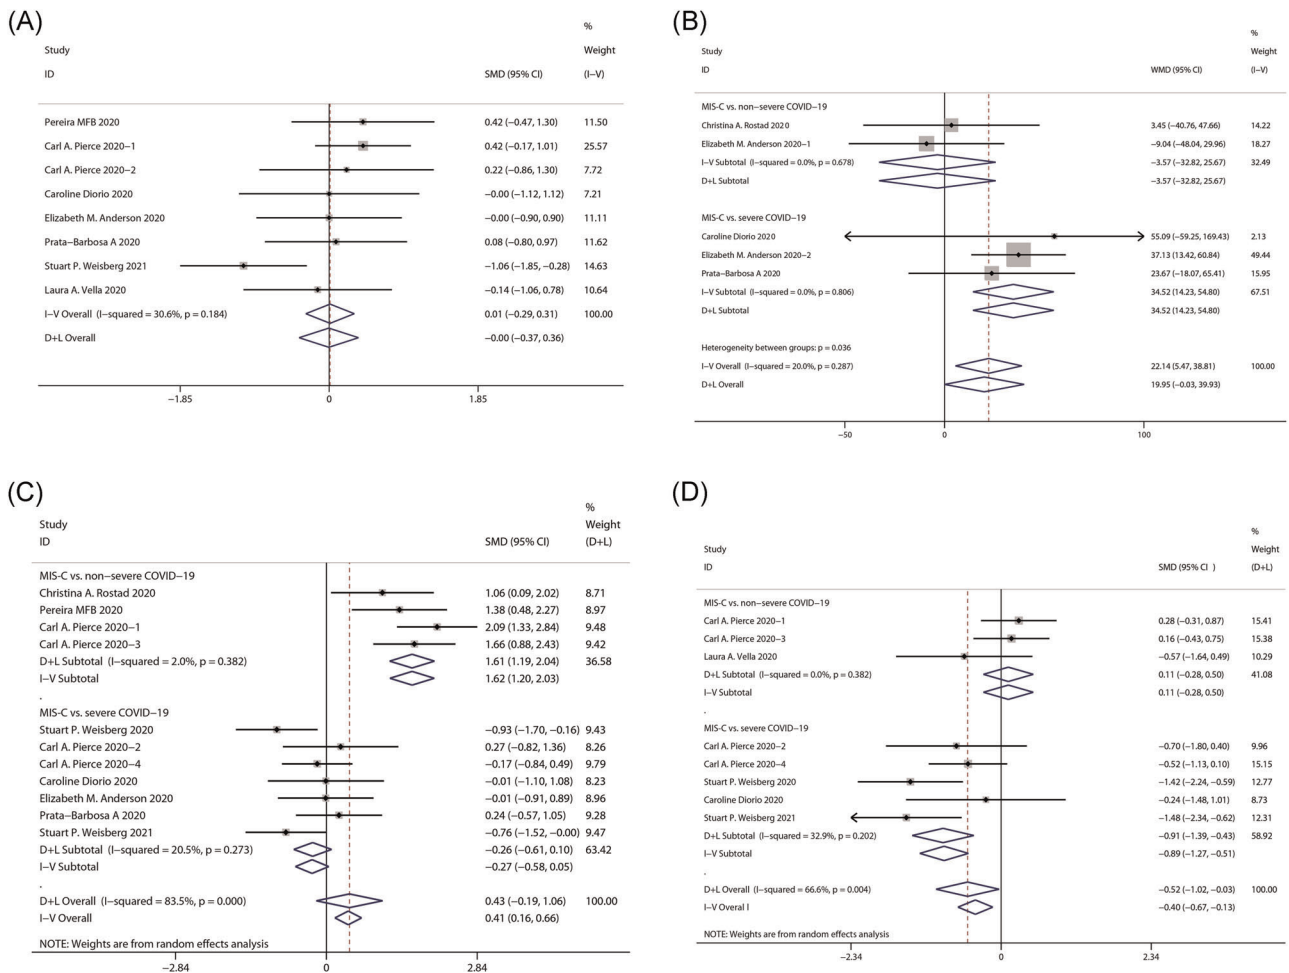 (A)
%
Study Weight
ID SMD (95% CI) (I−V)
Pereira MFB 2020 0.42 (−0.47, 1.30) 11.50
Carl A. Pierce 2020−1 0.42 (−0.17, 1.01) 25.57
Carl A. Pierce 2020−2 0.22 (−0.86, 1.30) 7.72
Caroline Diorio 2020 −0.00 (−1.12, 1.12) 7.21
Elizabeth M. Anderson 2020 −0.00 (−0.90, 0.90) 11.11
Prata−Barbosa A 2020 0.08 (−0.80, 0.97) 11.62
Stuart P. Weisberg 2021 −1.06 (−1.85, −0.28) 14.63
Laura A. Vella 2020 −0.14 (−1.06, 0.78) 10.64
I−V Overall (I−squared = 30.6%, p = 0.184) 0.01 (−0.29, 0.31) 100.00
D+L Overall −0.00 (−0.37, 0.36)
−1.85 0 1.85
(B)
%
Study Weight
ID WMD (95% CI) (I−V)
MIS−C vs. non−severe COVID−19
Christina A. Rostad 2020 3.45 (−40.76, 47.66) 14.22
Elizabeth M. Anderson 2020−1 −9.04 (−48.04, 29.96) 18.27
I−V Subtotal (I−squared = 0.0%, p = 0.678) −3.57 (−32.82, 25.67) 32.49
D+L Subtotal −3.57 (−32.82, 25.67)
MIS−C vs. severe COVID−19
Caroline Diorio 2020 55.09 (−59.25, 169.43) 2.13
Elizabeth M. Anderson 2020−2 37.13 (13.42, 60.84) 49.44
Prata−Barbosa A 2020 23.67 (−18.07, 65.41) 15.95
I−V Subtotal (I−squared = 0.0%, p = 0.806) 34.52 (14.23, 54.80) 67.51
D+L Subtotal 34.52 (14.23, 54.80)
Heterogeneity between groups: p = 0.036
I−V Overall (I−squared = 20.0%, p = 0.287) 22.14 (5.47, 38.81) 100.00
D+L Overall 19.95 (−0.03, 39.93)
−50 0 100
(C)
%
Study Weight
ID SMD (95% CI) (D+L)
MIS−C vs. non−severe COVID−19
Christina A. Rostad 2020 1.06 (0.09, 2.02) 8.71
Pereira MFB 2020 1.38 (0.48, 2.27) 8.97
Carl A. Pierce 2020−1 2.09 (1.33, 2.84) 9.48
Carl A. Pierce 2020−3 1.66 (0.88, 2.43) 9.42
D+L Subtotal (I−squared = 2.0%, p = 0.382) 1.61 (1.19, 2.04) 36.58
I−V Subtotal 1.62 (1.20, 2.03)
.
MIS−C vs. severe COVID−19
Stuart P. Weisberg 2020 −0.93 (−1.70, −0.16) 9.43
Carl A. Pierce 2020−2 0.27 (−0.82, 1.36) 8.26
Carl A. Pierce 2020−4 −0.17 (−0.84, 0.49) 9.79
Caroline Diorio 2020 −0.01 (−1.10, 1.08) 8.23
Elizabeth M. Anderson 2020 −0.01 (−0.91, 0.89) 8.96
Prata−Barbosa A 2020 0.24 (−0.57, 1.05) 9.28
Stuart P. Weisberg 2021 −0.76 (−1.52, −0.00) 9.47
D+L Subtotal (I−squared = 20.5%, p = 0.273) −0.26 (−0.61, 0.10) 63.42
I−V Subtotal −0.27 (−0.58, 0.05)
.
D+L Overall (I−squared = 83.5%, p = 0.000) 0.43 (−0.19, 1.06) 100.00
I−V Overall 0.41 (0.16, 0.66)
NOTE: Weights are from random effects analysis
−2.84 0 2.84
(D)
%
Study Weight
ID SMD (95% CI ) (D+L)
MIS−C vs. non−severe COVID−19
Carl A. Pierce 2020−1 0.28 (−0.31, 0.87) 15.41
Carl A. Pierce 2020−3 0.16 (−0.43, 0.75) 15.38
Laura A. Vella 2020 −0.57 (−1.64, 0.49) 10.29
D+L Subtotal (I−squared = 0.0%, p = 0.382) 0.11 (−0.28, 0.50) 41.08
I−V Subtotal 0.11 (−0.28, 0.50)
.
MIS−C vs. severe COVID−19
Carl A. Pierce 2020−2 −0.70 (−1.80, 0.40) 9.96
Carl A. Pierce 2020−4 −0.52 (−1.13, 0.10) 15.15
Stuart P. Weisberg 2020 −1.42 (−2.24, −0.59) 12.77
Caroline Diorio 2020 −0.24 (−1.48, 1.01) 8.73
Stuart P. Weisberg 2021 −1.48 (−2.34, −0.62) 12.31
D+L Subtotal (I−squared = 32.9%, p = 0.202) −0.91 (−1.39, −0.43) 58.92
I−V Subtotal −0.89 (−1.27, −0.51)
.
D+L Overall (I−squared = 66.6%, p = 0.004) −0.52 (−1.02, −0.03) 100.00
I−V Overal l −0.40 (−0.67, −0.13)
NOTE: Weights are from random effects analysis
−2.34 0 2.34